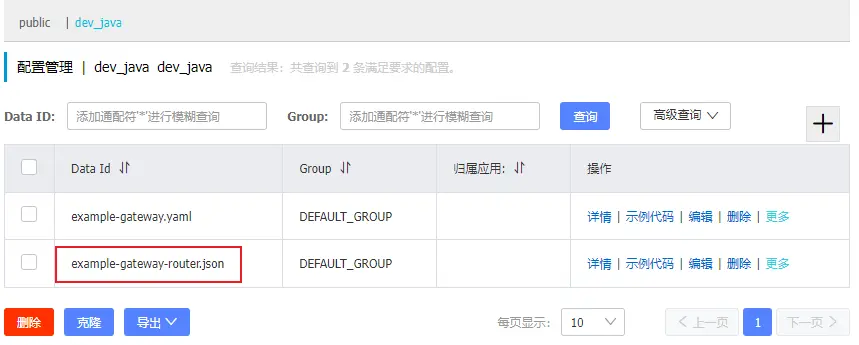 public | dev_java
配置管理 | dev_java dev_java 查询结果：共查询到 2 条满足要求的配置。
Data ID: 添加通配符'*'进行模糊查询 Group: 添加通配符'*'进行模糊查询 查询 高级查询
Data Id Group 归属应用: 操作
example-gateway.yaml DEFAULT_GROUP 详情 | 示例代码 | 编辑 | 删除 | 更多
example-gateway-router.json DEFAULT_GROUP 详情 | 示例代码 | 编辑 | 删除 | 更多
删除 克隆 导出 每页显示: 10 上一页 1 下一页